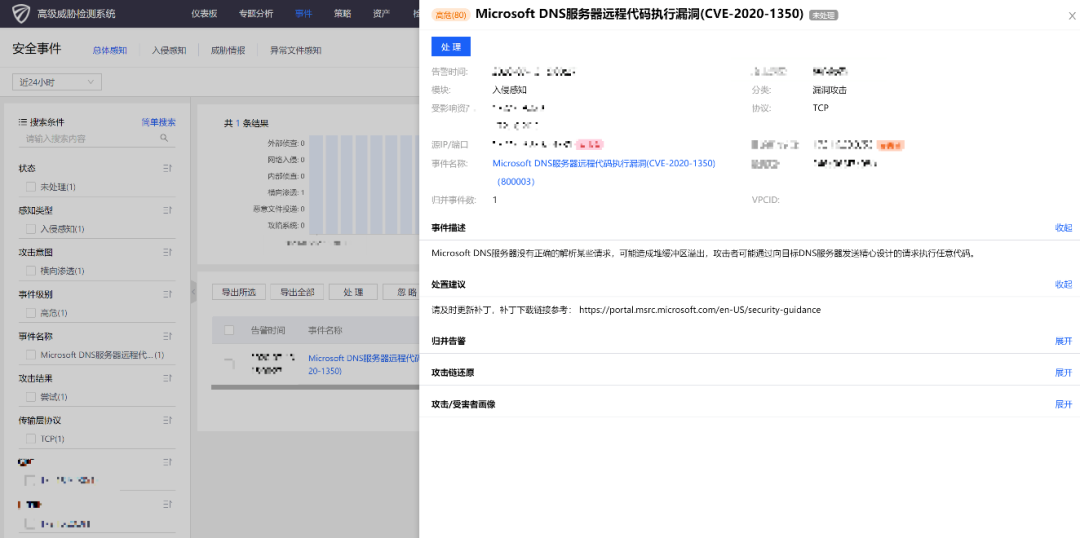 高级威胁检测系统
仪表板 专题分析 事件 策略 资产
安全事件 总体感知 入侵感知 威胁情报 异常文件感知
近24小时
搜索条件 简单搜索
请输入搜索内容
状态
未处理(1)
感知类型
入侵感知(1)
攻击意图
横向渗透(1)
事件级别
高危(1)
事件名称
Microsoft DNS服务器远程代...(1)
攻击结果
尝试(1)
传输层协议
TCP(1)
共 1 条结果
外部侦查: 0
网络入侵: 0
内部侦查: 0
横向渗透: 1
恶意文件投递: 0
攻陷系统: 0
导出所选 导出全部 处 理 忽 略
告警时间 事件名称
Microsoft DNS服务器远程代码
20-1350)
高危(80) Microsoft DNS服务器远程代码执行漏洞(CVE-2020-1350) 未处理
X
处 理
告警时间:
模块: 入侵感知 分类: 漏洞攻击
受影响资产: 协议: TCP
源IP/端口
事件名称: Microsoft DNS服务器远程代码执行漏洞(CVE-2020-1350)
（800003）
归并事件数: 1 VPCID:
事件描述 收起
Microsoft DNS服务器没有正确的解析某些请求，可能造成堆缓冲区溢出，攻击者可能通过向目标DNS服务器发送精心设计的请求执行任意代码。
处置建议 收起
请及时更新补丁，补丁下载链接参考： https://portal.msrc.microsoft.com/en-US/security-guidance
归并告警 展开
攻击链还原 展开
攻击/受害者画像 展开